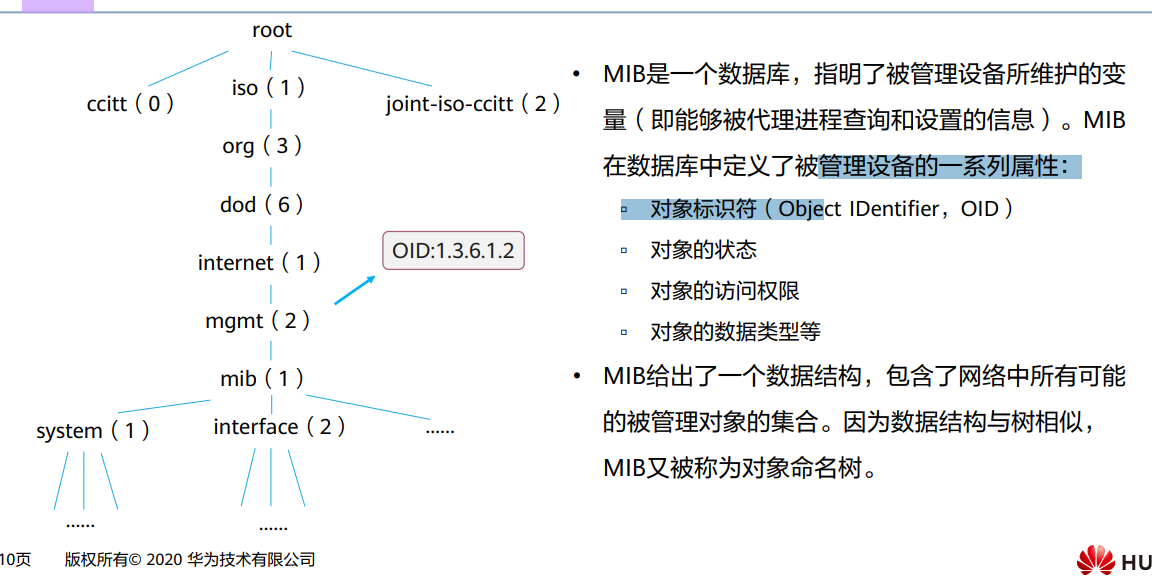 root
ccitt（0）
iso（1）
joint-iso-ccitt（2）
org（3）
dod（6）
internet（1）
OID:1.3.6.1.2
mgmt（2）
mib（1）
system（1）
interface（2）
......
......
......
• MIB是一个数据库，指明了被管理设备所维护的变
量（即能够被代理进程查询和设置的信息）。MIB
在数据库中定义了被管理设备的一系列属性：
▫ 对象标识符（Object IDentifier，OID）
▫ 对象的状态
▫ 对象的访问权限
▫ 对象的数据类型等
• MIB给出了一个数据结构，包含了网络中所有可能
的被管理对象的集合。因为数据结构与树相似，
MIB又被称为对象命名树。
10页 版权所有© 2020 华为技术有限公司
HU